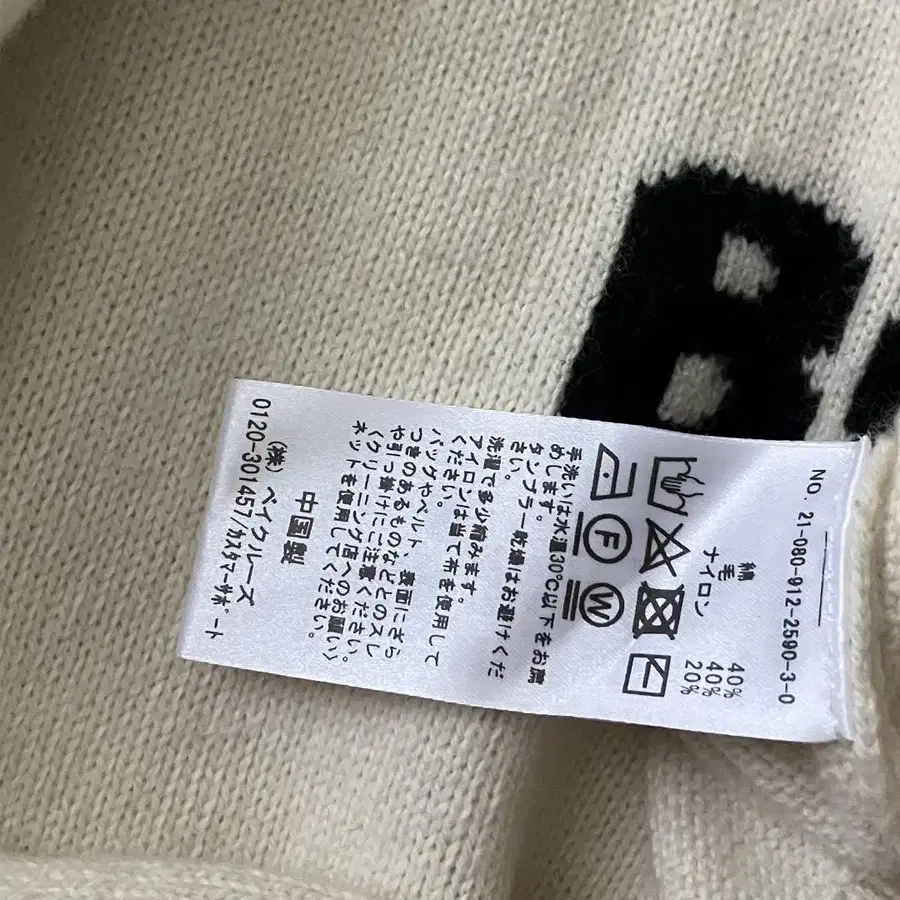 NO. 21-080-912-2590-3-0
綿 40%
毛 40%
ナイロン 20%
F W
手洗いは水温30℃以下をお薦
めします。
タンブラー乾燥はお避けくだ
さい。
洗濯で多少縮みます。
アイロンは当て布を使用して
ください。
バッグやベルト、表面にざら
つきのあるものなどとのスレ
や引っ掛けにご注意ください。
〈クリーニング店へのお願い〉
ネットを使用してください。
中国製
(株) ベイクルーズ
0120-301457/カスタマーサポート
B